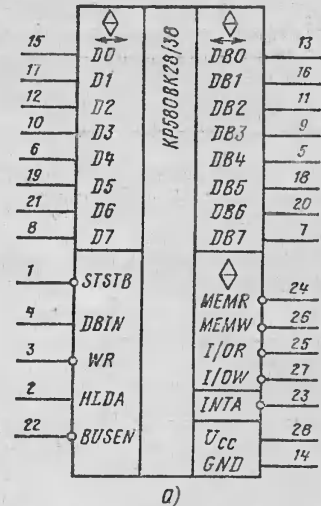 КР580ВК28/38
15 D0 DB0 13
17 D1 DB1 16
12 D2 DB2 11
10 D3 DB3 9
6 D4 DB4 5
19 D5 DB5 18
21 D6 DB6 20
8 D7 DB7 7
1 STSTB MEMR 24
4 DBIN MEMW 26
3 WR I/OR 25
I/OW 27
2 HLDA INTA 23
22 BUSEN Ucc 28
GND 14
а)